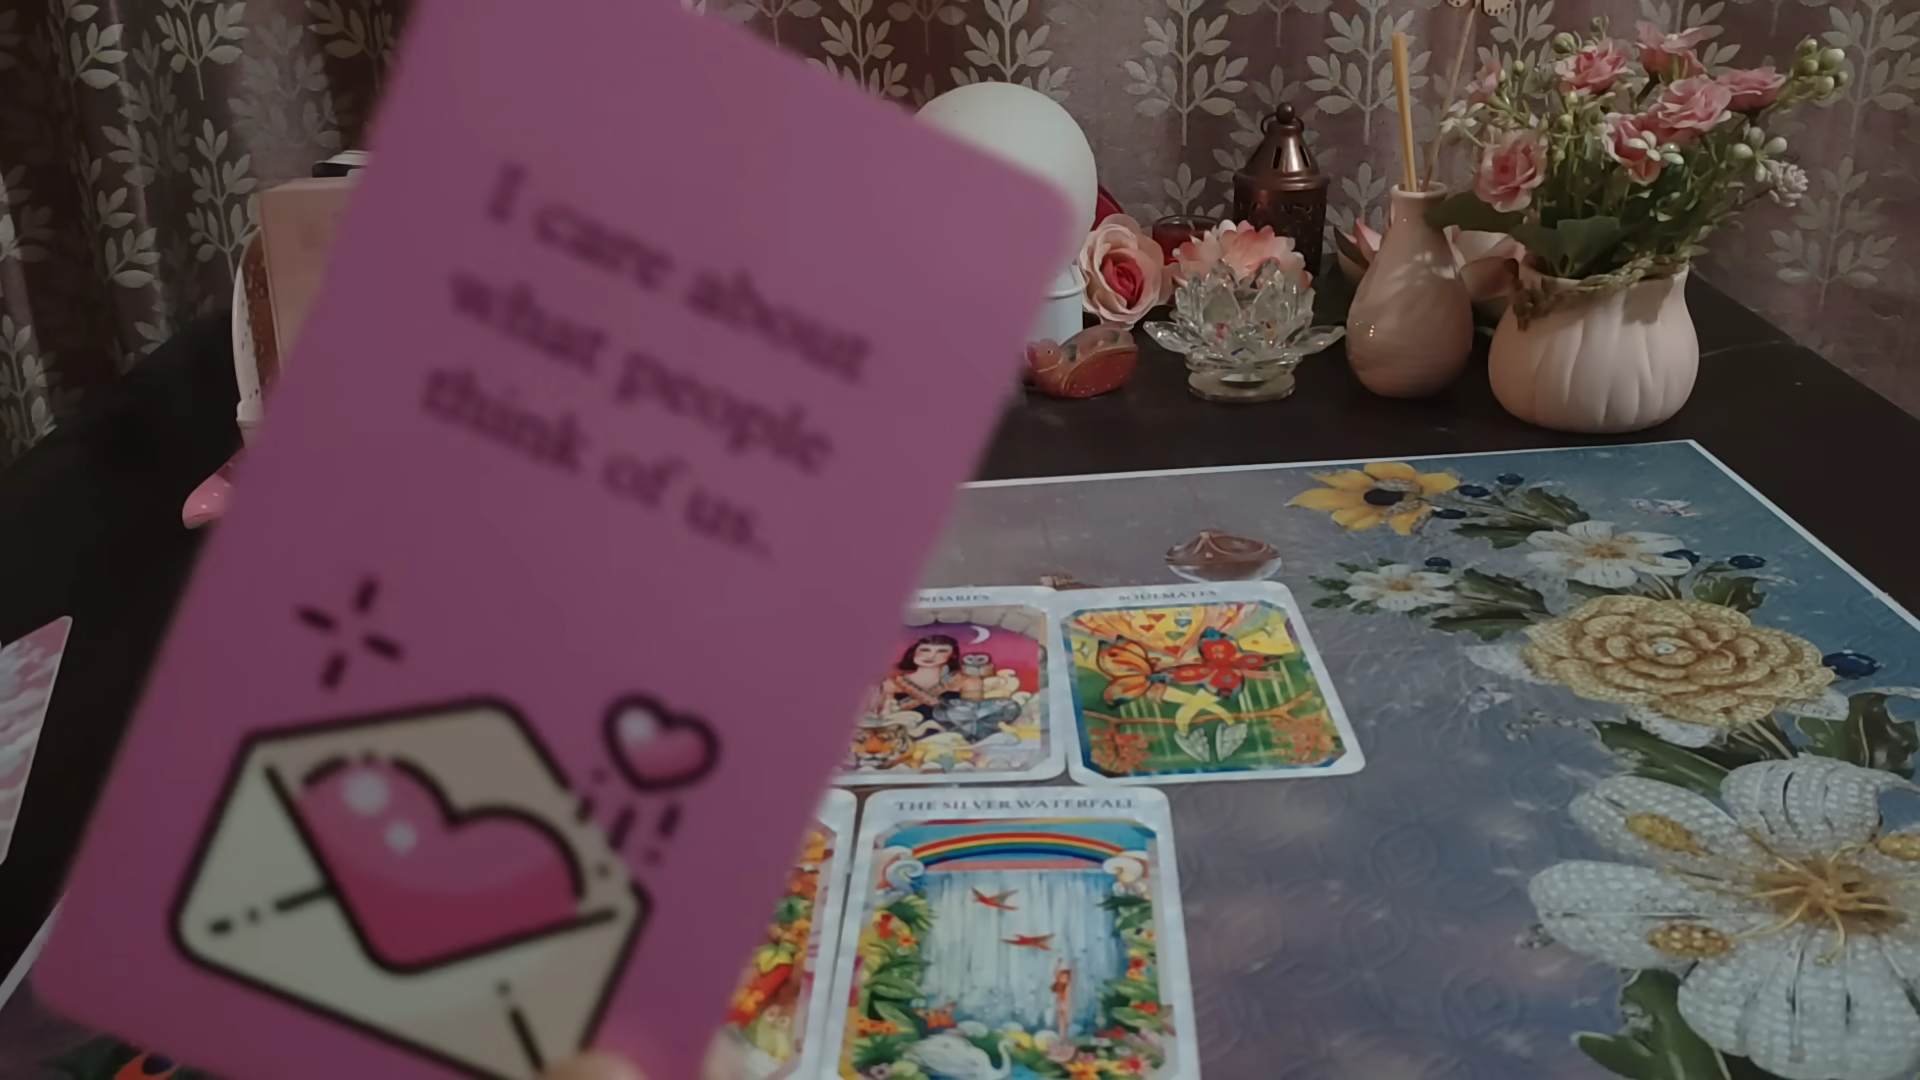 I care about
what people
think of us.
SOULMATES
THE SILVER WATERFALL